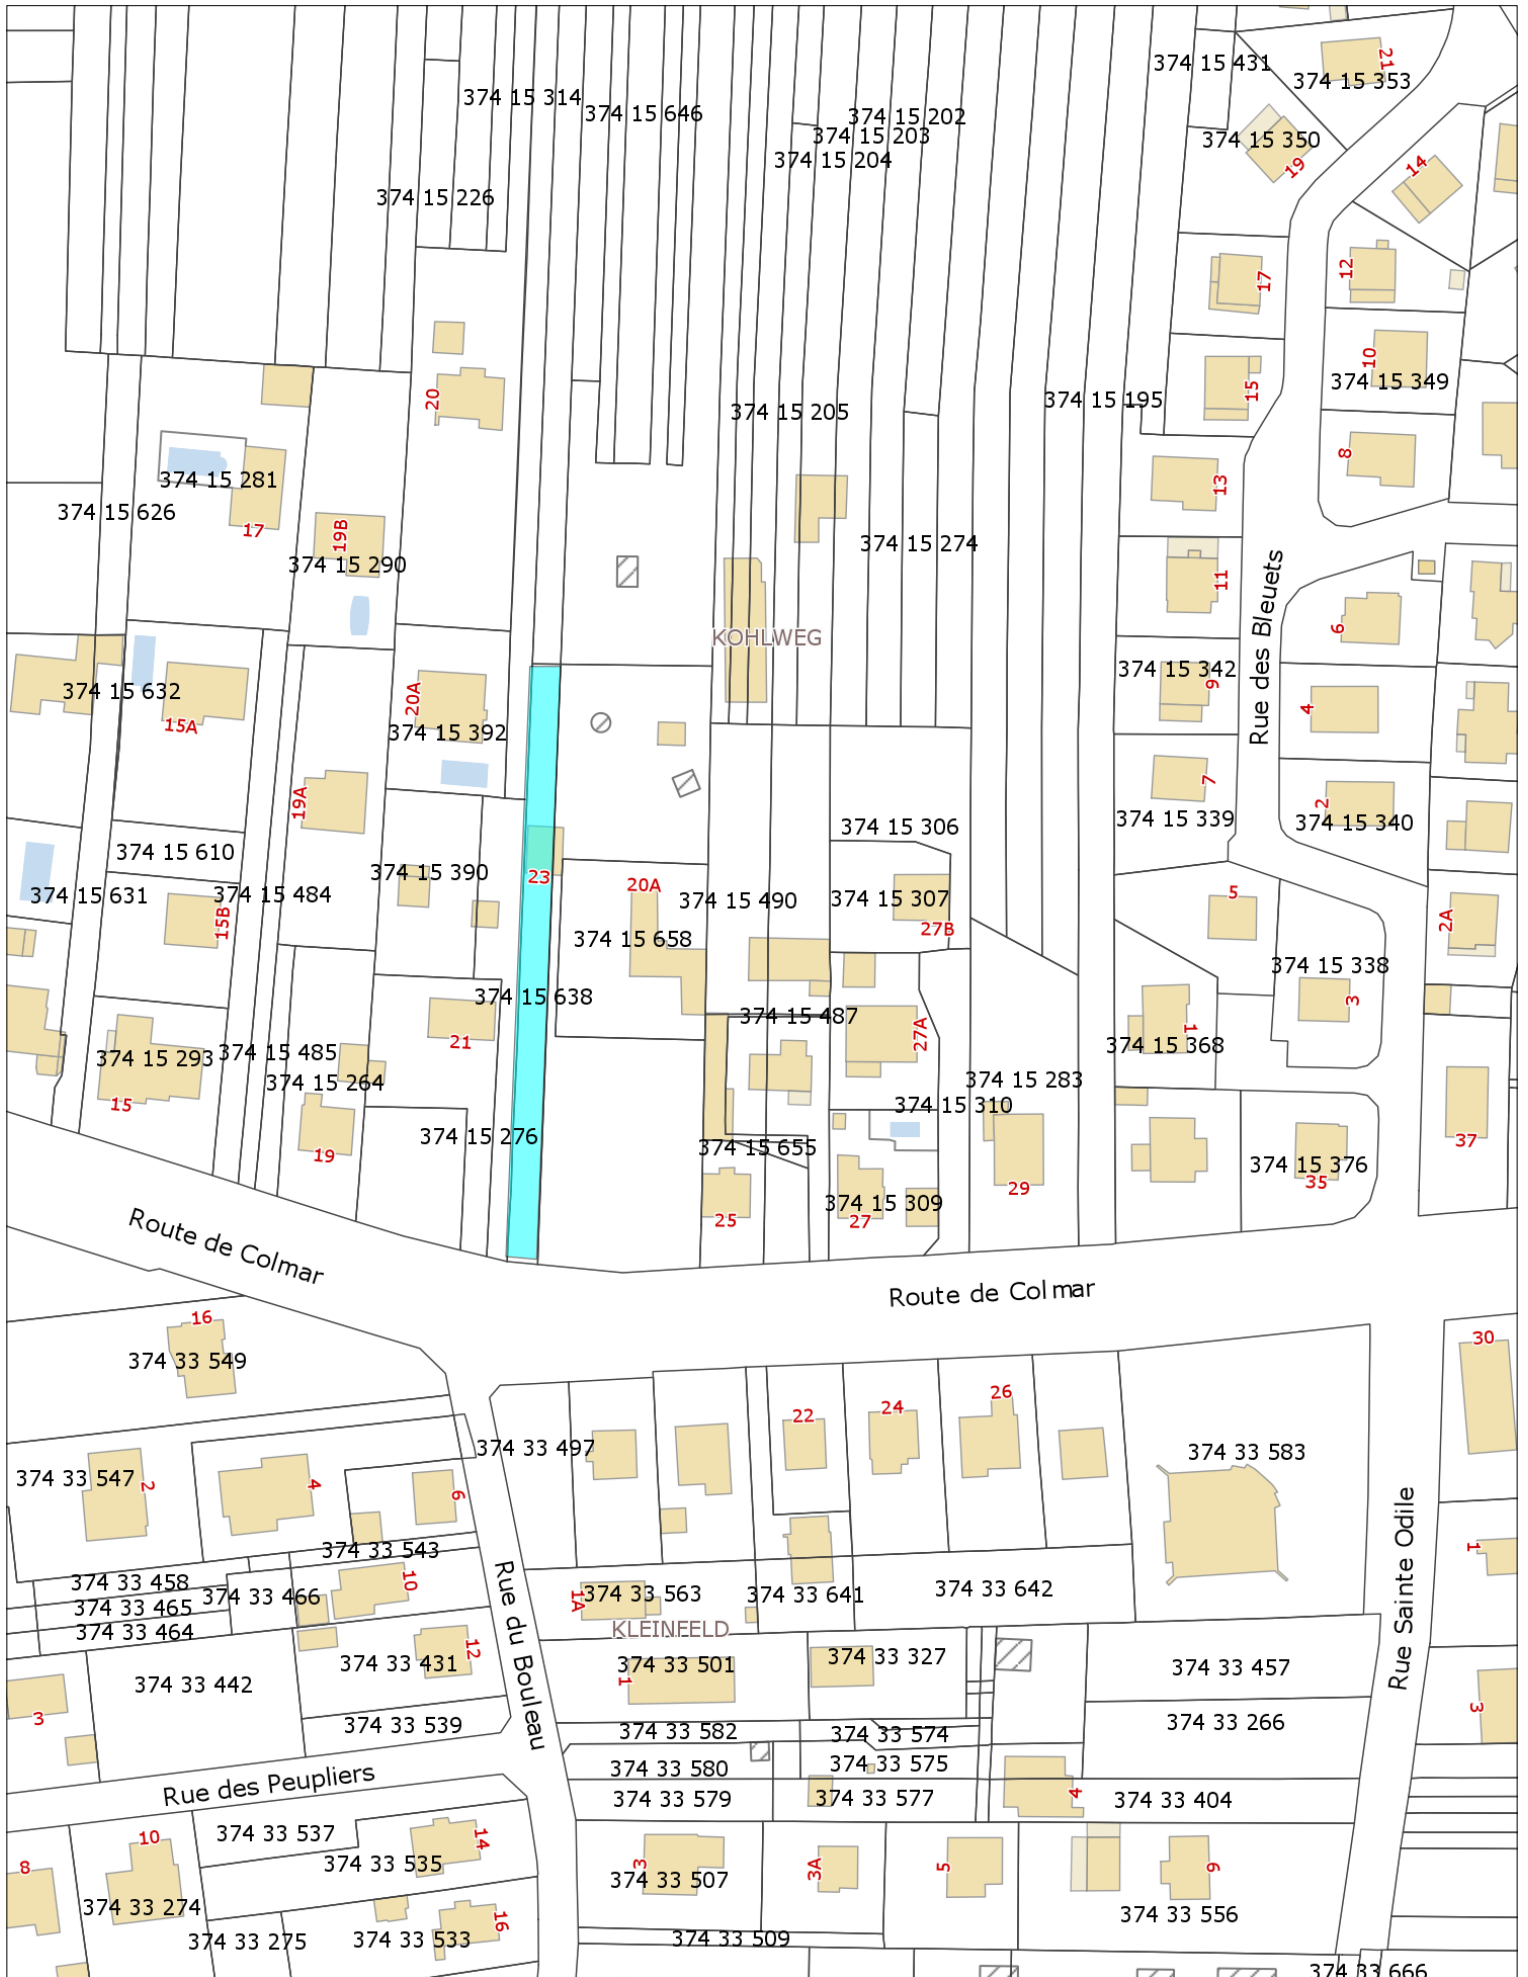 374 15 431
21
374 15 353
374 15 314
374 15 646
374 15 202
374 15 203
374 15 204
374 15 350
19
14
374 15 226
12
17
10
374 15 349
15
374 15 195
20
374 15 205
8
13
374 15 281
374 15 626
17
19B
374 15 290
374 15 274
11
Rue des Bleuets
6
KOHLWEG
374 15 342
9
374 15 632
15A
20A
374 15 392
4
7
19A
2
374 15 339
374 15 340
374 15 306
374 15 610
374 15 390
23
20A
374 15 631
374 15 484
15B
374 15 490
374 15 307
27B
5
2A
374 15 658
374 15 338
3
374 15 638
374 15 487
21
27A
1
374 15 368
374 15 293
374 15 485
374 15 264
374 15 283
15
374 15 310
374 15 276
374 15 655
37
19
374 15 376
35
29
374 15 309
25
27
Route de Colmar
Route de Colmar
16
374 33 549
30
22
24
26
374 33 497
374 33 583
374 33 547
2
4
6
Rue Sainte Odile
374 33 543
1
374 33 458
10
374 33 466
374 33 465
374 33 464
1A
374 33 563
374 33 641
374 33 642
KLEINFELD
Rue du Bouleau
12
374 33 431
374 33 501
1
374 33 327
374 33 457
374 33 442
3
3
374 33 539
374 33 582
374 33 574
374 33 266
374 33 580
374 33 575
Rue des Peupliers
374 33 579
374 33 577
4
374 33 404
374 33 537
10
14
8
374 33 535
3
374 33 507
3A
5
9
374 33 274
374 33 556
16
374 33 275
374 33 533
374 33 509
374 33 666